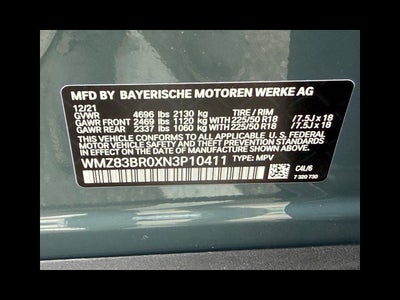 MFD BY BAYERISCHE MOTOREN WERKE AG
12/21
GVWR 4696 lbs 2130 kg TIRE / RIM
GAWR FRONT 2469 lbs 1120 kg WITH 225/50 R18 / 7.5J x 18
GAWR REAR 2337 lbs 1060 kg WITH 225/50 R18 / 7.5J x 18
THIS VEHICLE CONFORMS TO ALL APPLICABLE U. S. FEDERAL
MOTOR VEHICLE SAFETY, BUMPER, AND THEFT
PREVENTION STANDARDS IN EFFECT ON THE DATE OF
MANUFACTURE SHOWN ABOVE.
WMZ83BR0XN3P10411 TYPE: MPV
C4L/6
7 320 730